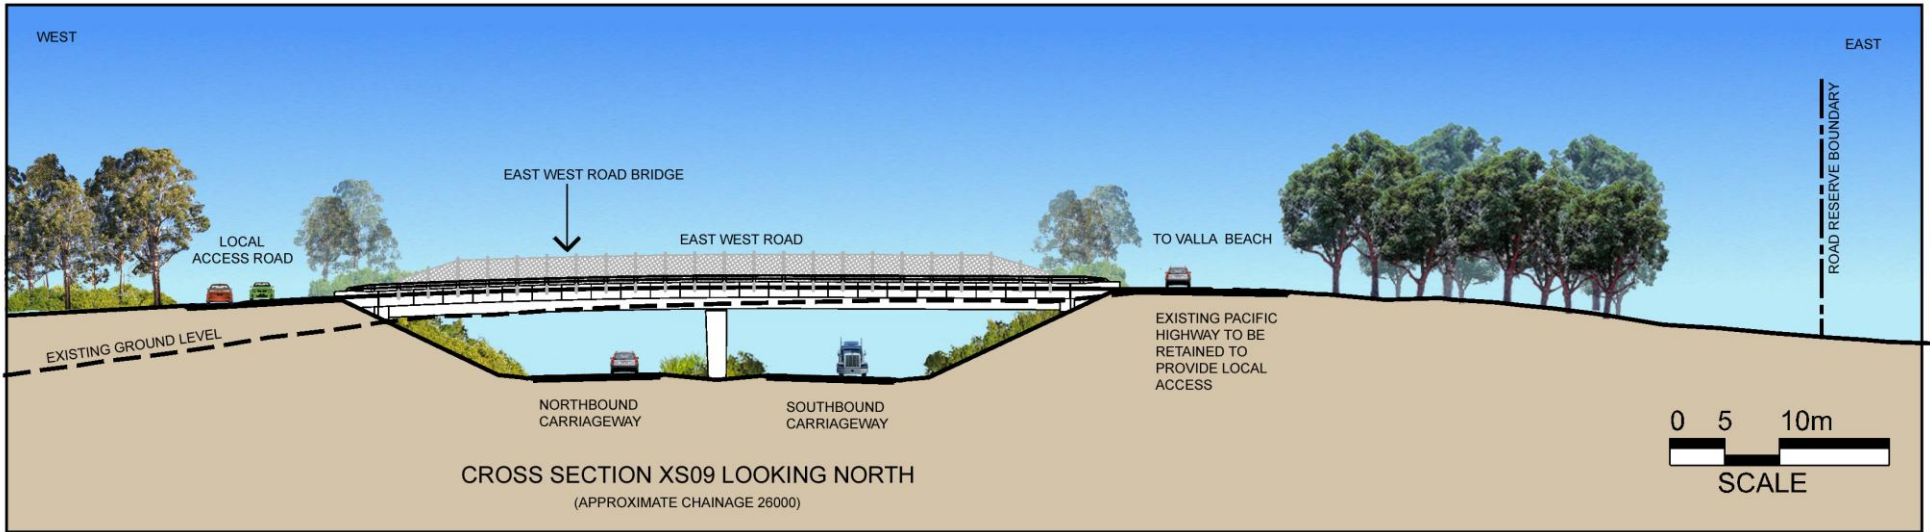 WEST
EAST
ROAD RESERVE BOUNDARY
EAST WEST ROAD BRIDGE
LOCAL
ACCESS ROAD
EAST WEST ROAD
TO VALLA BEACH
EXISTING GROUND LEVEL
EXISTING PACIFIC
HIGHWAY TO BE
RETAINED TO
PROVIDE LOCAL
ACCESS
NORTHBOUND
CARRIAGEWAY
SOUTHBOUND
CARRIAGEWAY
0 5 10m
SCALE
CROSS SECTION XS09 LOOKING NORTH
(APPROXIMATE CHAINAGE 26000)